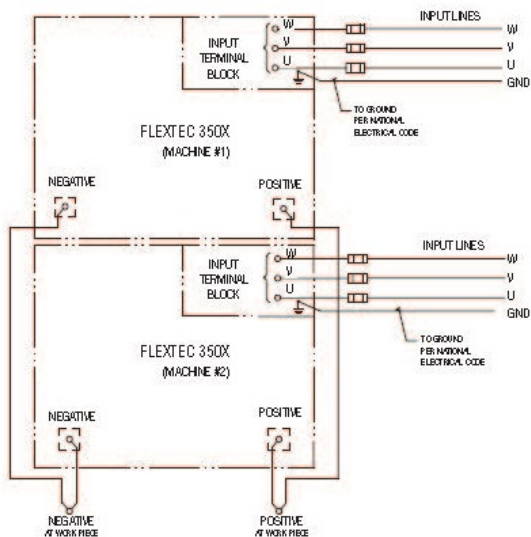 INPUT LINES
W
W
INPUT
TERMINAL
BLOCK
V
V
U
U
GND
TO GROUND
PER NATIONAL
ELECTRICAL CODE
FLEXTEC 350X
(MACHINE #1)
NEGATIVE
POSITIVE
INPUT LINES
W
W
INPUT
TERMINAL
BLOCK
V
V
U
U
GND
TO GROUND
PER NATIONAL
ELECTRICAL CODE
FLEXTEC 350X
(MACHINE #2)
NEGATIVE
POSITIVE
NEGATIVE
AT WORK PIECE
POSITIVE
AT WORK PIECE